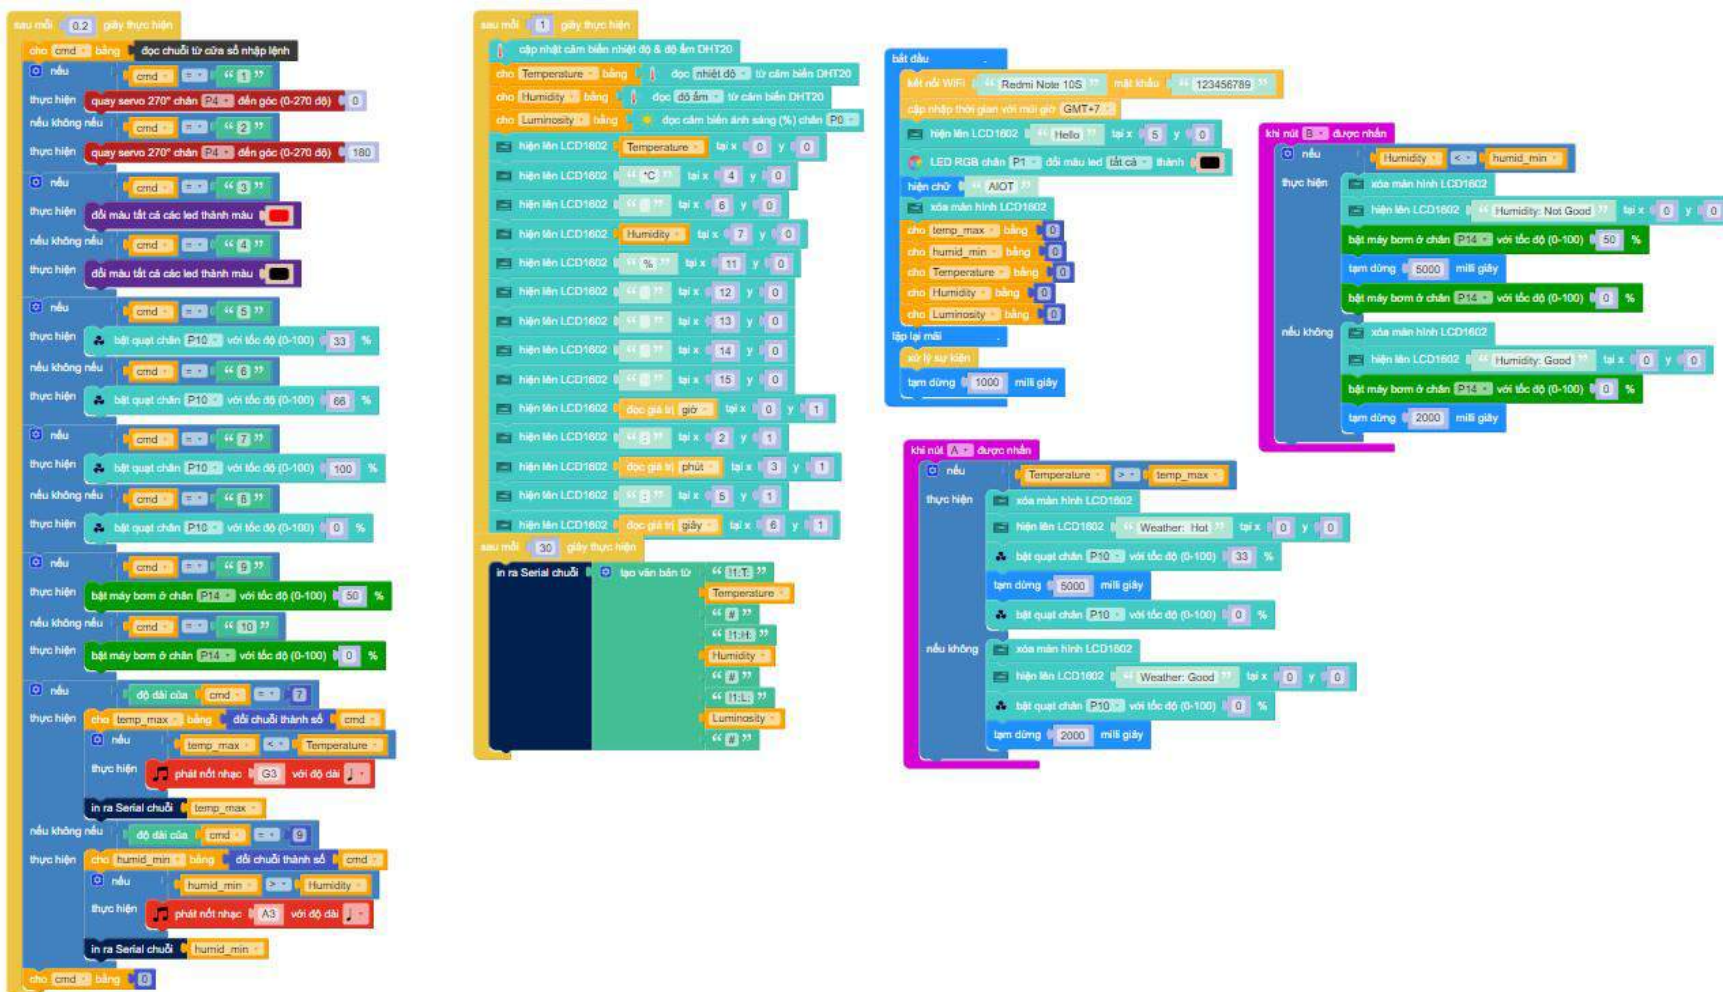 sau mỗi 0.2 giây thực hiện
cho cmd bằng đọc chuỗi từ cửa sổ nhập lệnh
nếu cmd = “ 1 ”
thực hiện quay servo 270° chân P4 đến góc (0-270 độ) 0
nếu không nếu cmd = “ 2 ”
thực hiện quay servo 270° chân P4 đến góc (0-270 độ) 180
nếu cmd = “ 3 ”
thực hiện đổi màu tất cả các led thành màu
nếu không nếu cmd = “ 4 ”
thực hiện đổi màu tất cả các led thành màu
nếu cmd = “ 5 ”
thực hiện bật quạt chân P10 với tốc độ (0-100) 33 %
nếu không nếu cmd = “ 6 ”
thực hiện bật quạt chân P10 với tốc độ (0-100) 66 %
nếu cmd = “ 7 ”
thực hiện bật quạt chân P10 với tốc độ (0-100) 100 %
nếu không nếu cmd = “ 8 ”
thực hiện bật quạt chân P10 với tốc độ (0-100) 0 %
nếu cmd = “ 9 ”
thực hiện bật máy bơm ở chân P14 với tốc độ (0-100) 50 %
nếu không nếu cmd = “ 10 ”
thực hiện bật máy bơm ở chân P14 với tốc độ (0-100) 0 %
nếu độ dài của cmd = 7
thực hiện cho temp_max bằng đổi chuỗi thành số cmd
nếu temp_max < Temperature
thực hiện phát nốt nhạc G3 với độ dài
in ra Serial chuỗi temp_max
nếu không nếu độ dài của cmd = 9
thực hiện cho humid_min bằng đổi chuỗi thành số cmd
nếu humid_min > Humidity
thực hiện phát nốt nhạc A3 với độ dài
in ra Serial chuỗi humid_min
cho cmd bằng 0
sau mỗi 1 giây thực hiện
cập nhật cảm biến nhiệt độ & độ ẩm DHT20
cho Temperature bằng đọc nhiệt độ từ cảm biến DHT20
cho Humidity bằng đọc độ ẩm từ cảm biến DHT20
cho Luminosity bằng đọc cảm biến ánh sáng (%) chân P0
hiện lên LCD1602 Temperature tại x 0 y 0
hiện lên LCD1602 “ *C ” tại x 4 y 0
hiện lên LCD1602 “ ” tại x 6 y 0
hiện lên LCD1602 Humidity tại x 7 y 0
hiện lên LCD1602 “ % ” tại x 11 y 0
hiện lên LCD1602 “ ” tại x 12 y 0
hiện lên LCD1602 “ ” tại x 13 y 0
hiện lên LCD1602 “ ” tại x 14 y 0
hiện lên LCD1602 “ ” tại x 15 y 0
hiện lên LCD1602 đọc giá trị giờ tại x 0 y 1
hiện lên LCD1602 “ : ” tại x 2 y 1
hiện lên LCD1602 đọc giá trị phút tại x 3 y 1
hiện lên LCD1602 “ : ” tại x 5 y 1
hiện lên LCD1602 đọc giá trị giây tại x 6 y 1
sau mỗi 30 giây thực hiện
in ra Serial chuỗi tạo văn bản từ “ !1:T: ”
Temperature
“ # ”
“ !1:H: ”
Humidity
“ # ”
“ !1:L: ”
Luminosity
“ # ”
bắt đầu
kết nối WiFi “ Redmi Note 10S ” mật khẩu “ 123456789 ”
cập nhập thời gian với múi giờ GMT+7
hiện lên LCD1602 “ Hello ” tại x 5 y 0
LED RGB chân P1 đổi màu led tất cả thành
hiện chữ “ AIOT ”
xóa màn hình LCD1602
cho temp_max bằng 0
cho humid_min bằng 0
cho Temperature bằng 0
cho Humidity bằng 0
cho Luminosity bằng 0
lặp lại mãi
xử lý sự kiện
tạm dừng 1000 mili giây
khi nút A được nhấn
nếu Temperature > temp_max
thực hiện xóa màn hình LCD1602
hiện lên LCD1602 “ Weather: Hot ” tại x 0 y 0
bật quạt chân P10 với tốc độ (0-100) 33 %
tạm dừng 5000 mili giây
bật quạt chân P10 với tốc độ (0-100) 0 %
nếu không xóa màn hình LCD1602
hiện lên LCD1602 “ Weather: Good ” tại x 0 y 0
bật quạt chân P10 với tốc độ (0-100) 0 %
tạm dừng 2000 mili giây
khi nút B được nhấn
nếu Humidity < humid_min
thực hiện xóa màn hình LCD1602
hiện lên LCD1602 “ Humidity: Not Good ” tại x 0 y 0
bật máy bơm ở chân P14 với tốc độ (0-100) 50 %
tạm dừng 5000 mili giây
bật máy bơm ở chân P14 với tốc độ (0-100) 0 %
nếu không xóa màn hình LCD1602
hiện lên LCD1602 “ Humidity: Good ” tại x 0 y 0
bật máy bơm ở chân P14 với tốc độ (0-100) 0 %
tạm dừng 2000 mili giây